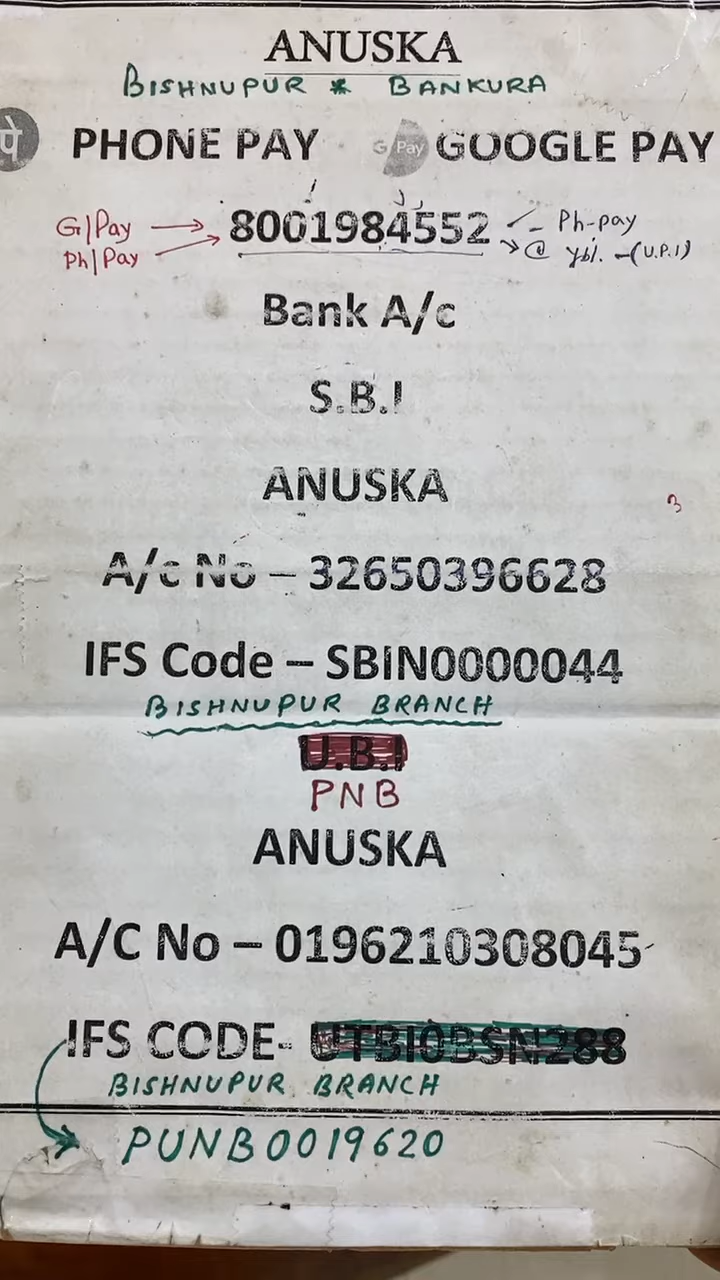 ANUSKA
BISHNUPUR * BANKURA
पे PHONE PAY G Pay GOOGLE PAY
G/Pay → 8001984552 - Ph-pay
Ph/Pay → → @ ybl. -(U.P.I)
Bank A/c
S.B.I
ANUSKA
A/c No – 32650396628
IFS Code – SBIN0000044
BISHNUPUR BRANCH
U.B.I
PNB
ANUSKA
A/C No – 0196210308045
IFS CODE- UTBI0BSN288
BISHNUPUR BRANCH
PUNB0019620